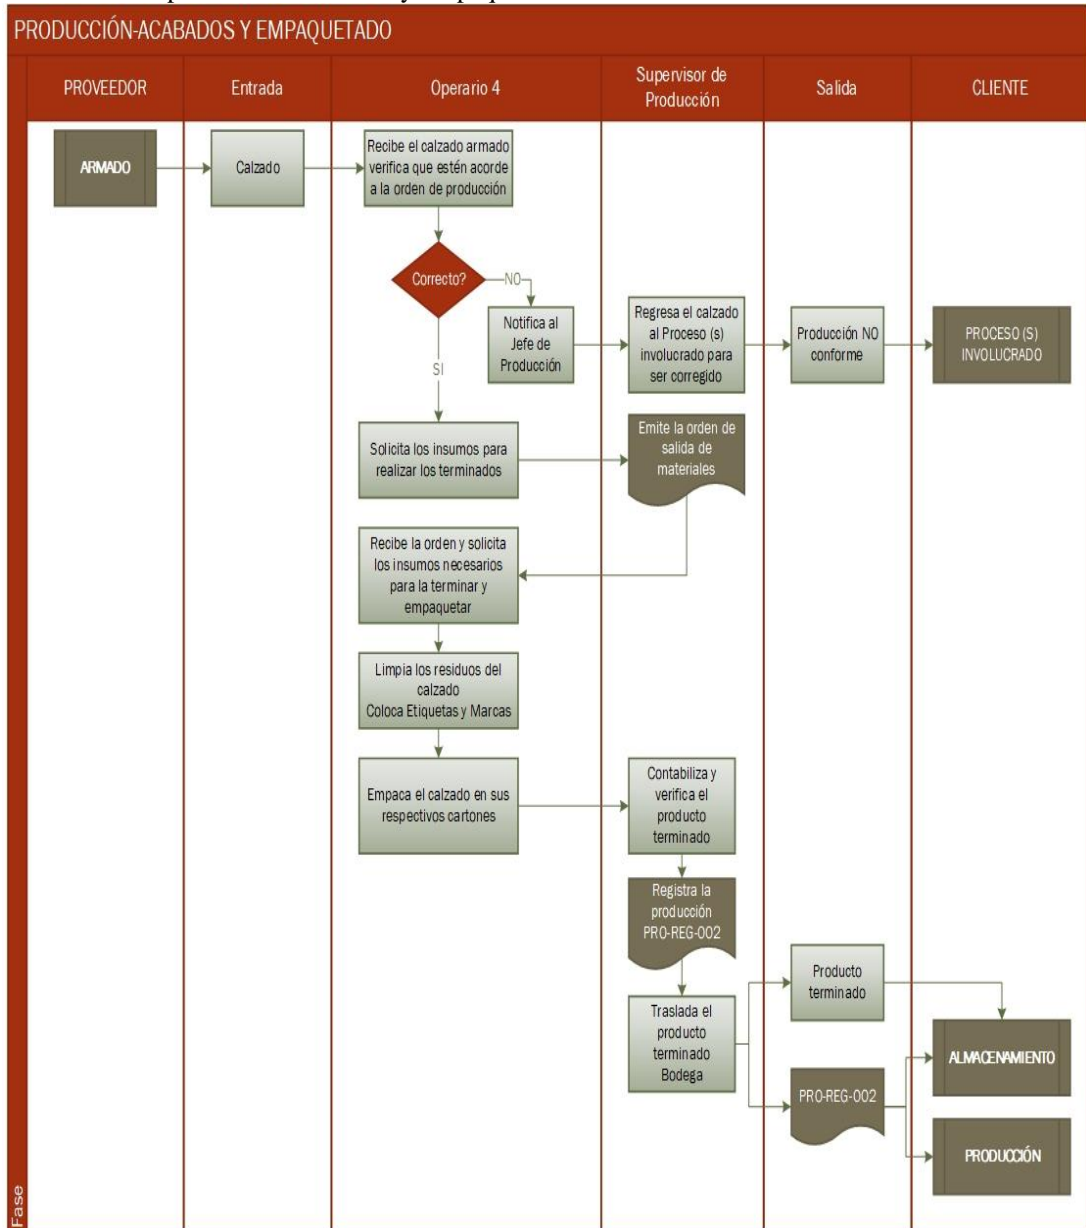 PRODUCCIÓN-ACABADOS Y EMPAQUETADO
PROVEEDOR
Entrada
Operario 4
Supervisor de
Producción
Salida
CLIENTE
ARMADO
Calzado
Recibe el calzado armado
verifica que estén acorde
a la orden de producción
Correcto?
NO
Notifica al
Jefe de
Producción
Regresa el calzado
al Proceso (s)
involucrado para
ser corregido
Producción NO
conforme
PROCESO (S)
INVOLUCRADO
SI
Solicita los insumos para
realizar los terminados
Emite la orden de
salida de
materiales
Recibe la orden y solicita
los insumos necesarios
para la terminar y
empaquetar
Limpia los residuos del
calzado
Coloca Etiquetas y Marcas
Empaca el calzado en sus
respectivos cartones
Contabiliza y
verifica el
producto
terminado
Registra la
producción
PRO-REG-002
Traslada el
producto
terminado
Bodega
Producto
terminado
PRO-REG-002
ALMACENAMIENTO
PRODUCCIÓN
Fase